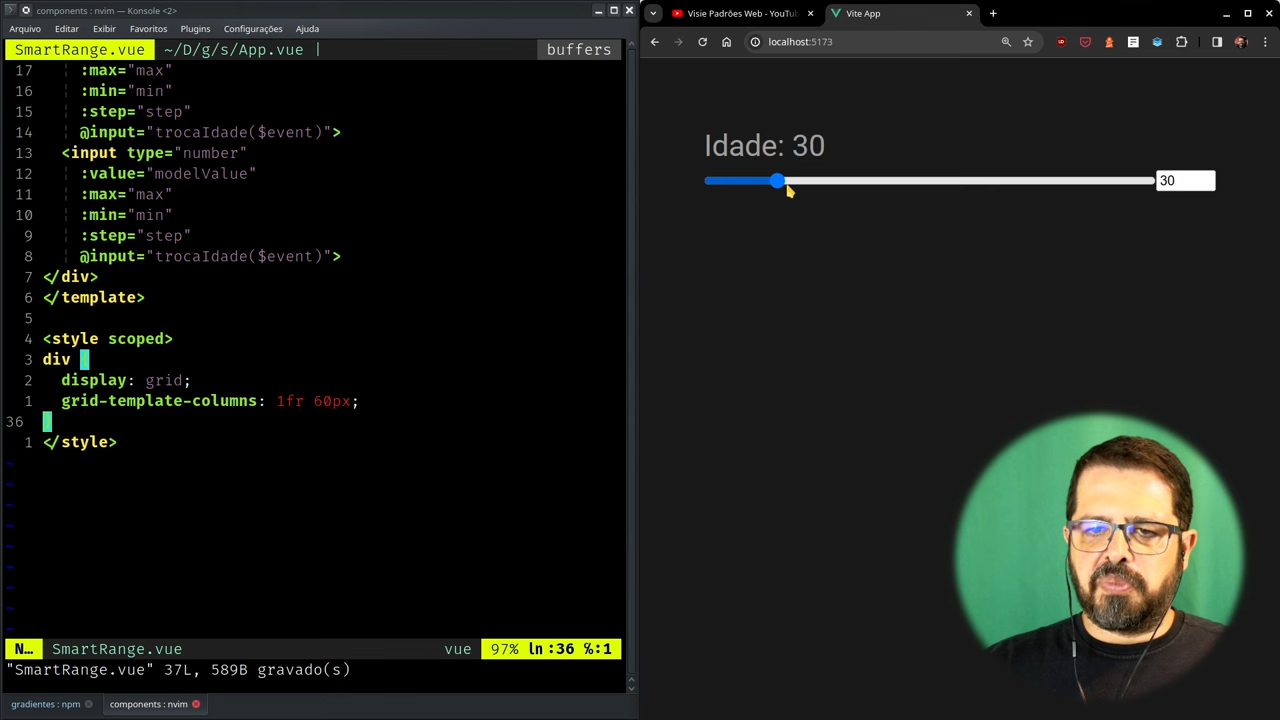 components : nvim — Konsole <2>
Arquivo Editar Exibir Favoritos Plugins Configurações Ajuda
SmartRange.vue ~/D/g/s/App.vue | buffers
17 :max="max"
16 :min="min"
15 :step="step"
14 @input="trocaIdade($event)">
13 <input type="number"
12 :value="modelValue"
11 :max="max"
10 :min="min"
9 :step="step"
8 @input="trocaIdade($event)">
7 </div>
6 </template>
5
4 <style scoped>
3 div {
2 display: grid;
1 grid-template-columns: 1fr 60px;
36 }
1 </style>
~
~
~
~
~
~
~
~
~
N… SmartRange.vue vue 97% ln:36 %:1
"SmartRange.vue" 37L, 589B gravado(s)
gradientes : npm components : nvim
Visie Padrões Web - YouTu Vite App
localhost:5173
Idade: 30
30